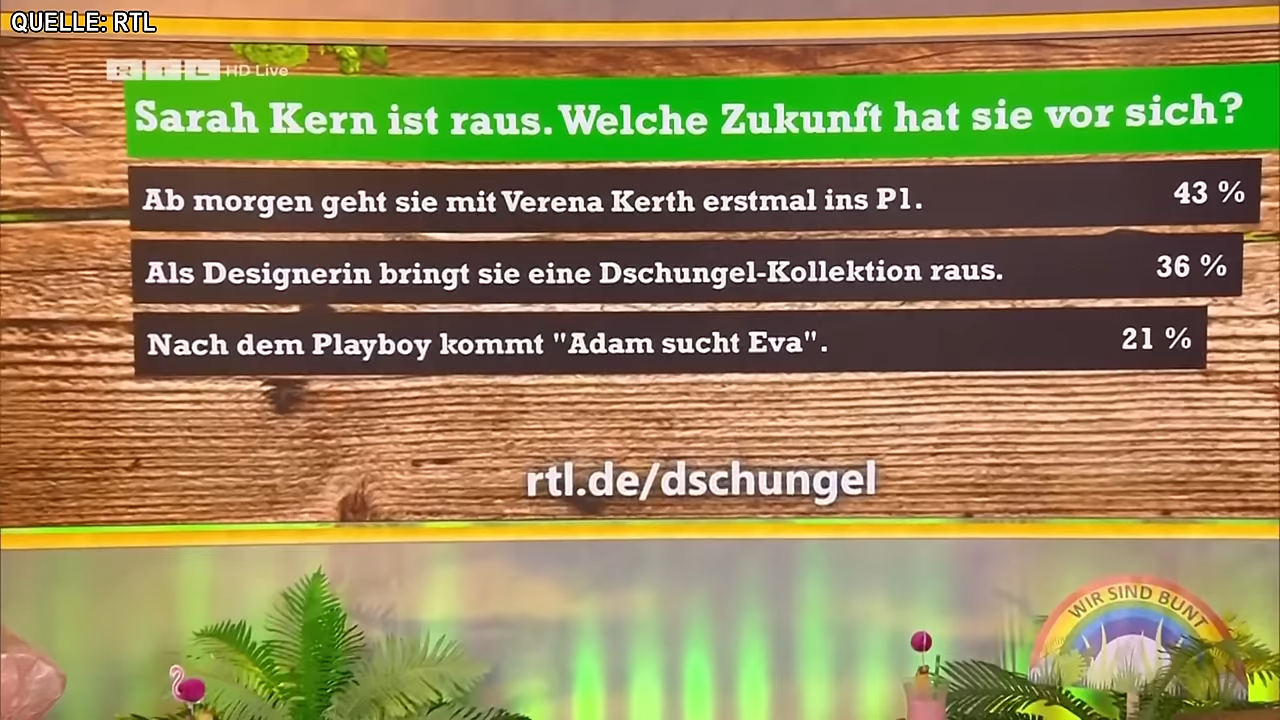 QUELLE: RTL
RTL HD Live
Sarah Kern ist raus. Welche Zukunft hat sie vor sich?
Ab morgen geht sie mit Verena Kerth erstmal ins P1. 43 %
Als Designerin bringt sie eine Dschungel-Kollektion raus. 36 %
Nach dem Playboy kommt "Adam sucht Eva". 21 %
rtl.de/dschungel
WIR SIND BUNT